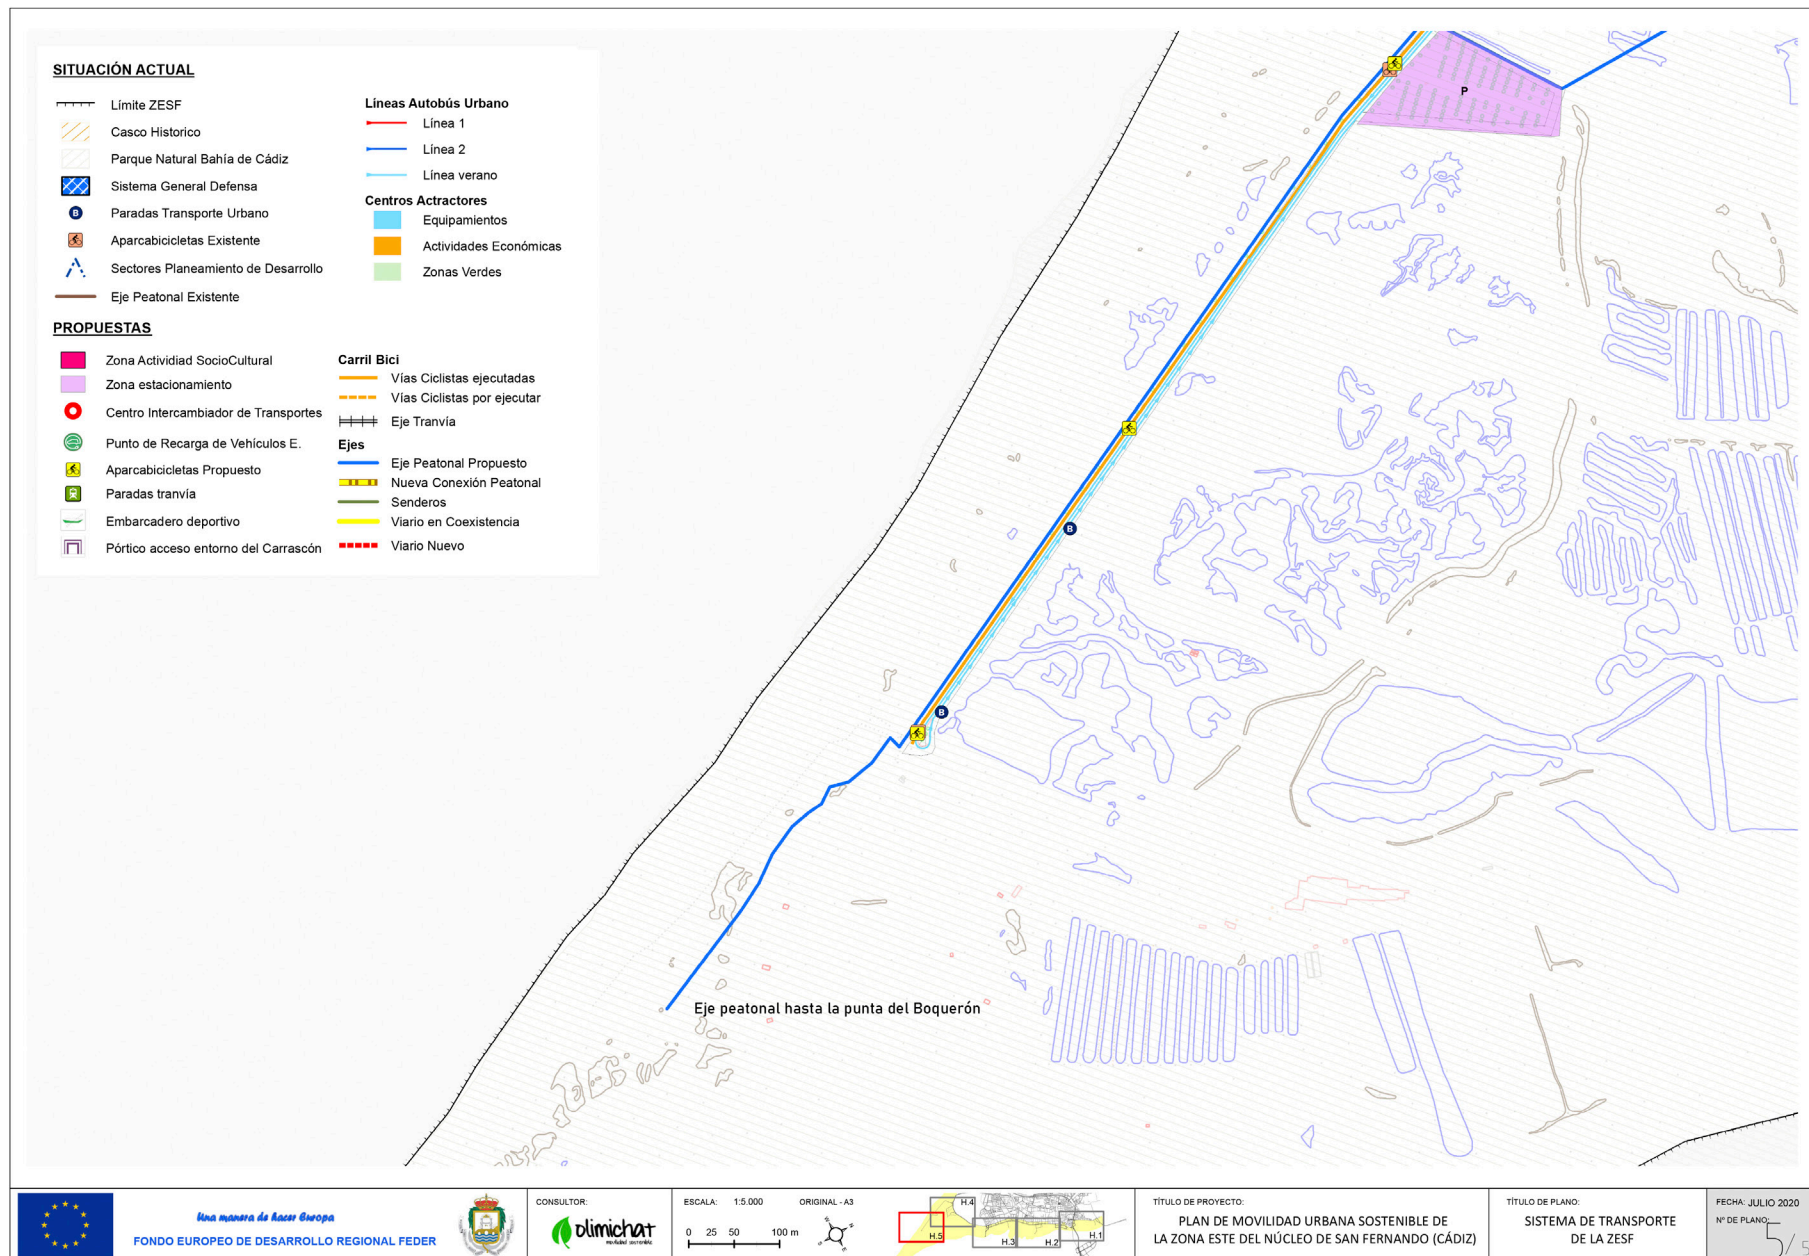 SITUACIÓN ACTUAL
Límite ZESF
Casco Historico
Parque Natural Bahía de Cádiz
Sistema General Defensa
B Paradas Transporte Urbano
Aparcabicicletas Existente
Sectores Planeamiento de Desarrollo
Eje Peatonal Existente
Líneas Autobús Urbano
Línea 1
Línea 2
Línea verano
Centros Actractores
Equipamientos
Actividades Económicas
Zonas Verdes
PROPUESTAS
Zona Actividiad SocioCultural
Zona estacionamiento
Centro Intercambiador de Transportes
Punto de Recarga de Vehículos E.
Aparcabicicletas Propuesto
Paradas tranvía
Embarcadero deportivo
Pórtico acceso entorno del Carrascón
Carril Bici
Vías Ciclistas ejecutadas
Vías Ciclistas por ejecutar
Eje Tranvía
Ejes
Eje Peatonal Propuesto
Nueva Conexión Peatonal
Senderos
Viario en Coexistencia
Viario Nuevo
P
B
B
Eje peatonal hasta la punta del Boquerón
Una manera de hacer Europa
FONDO EUROPEO DE DESARROLLO REGIONAL FEDER
CONSULTOR:
olimichat
movilidad sostenible
ESCALA: 1:5.000 ORIGINAL - A3
0 25 50 100 m
H.4
H.5
H.3
H.2
H.1
TÍTULO DE PROYECTO:
PLAN DE MOVILIDAD URBANA SOSTENIBLE DE
LA ZONA ESTE DEL NÚCLEO DE SAN FERNANDO (CÁDIZ)
TÍTULO DE PLANO:
SISTEMA DE TRANSPORTE
DE LA ZESF
FECHA: JULIO 2020
Nº DE PLANO:
5/